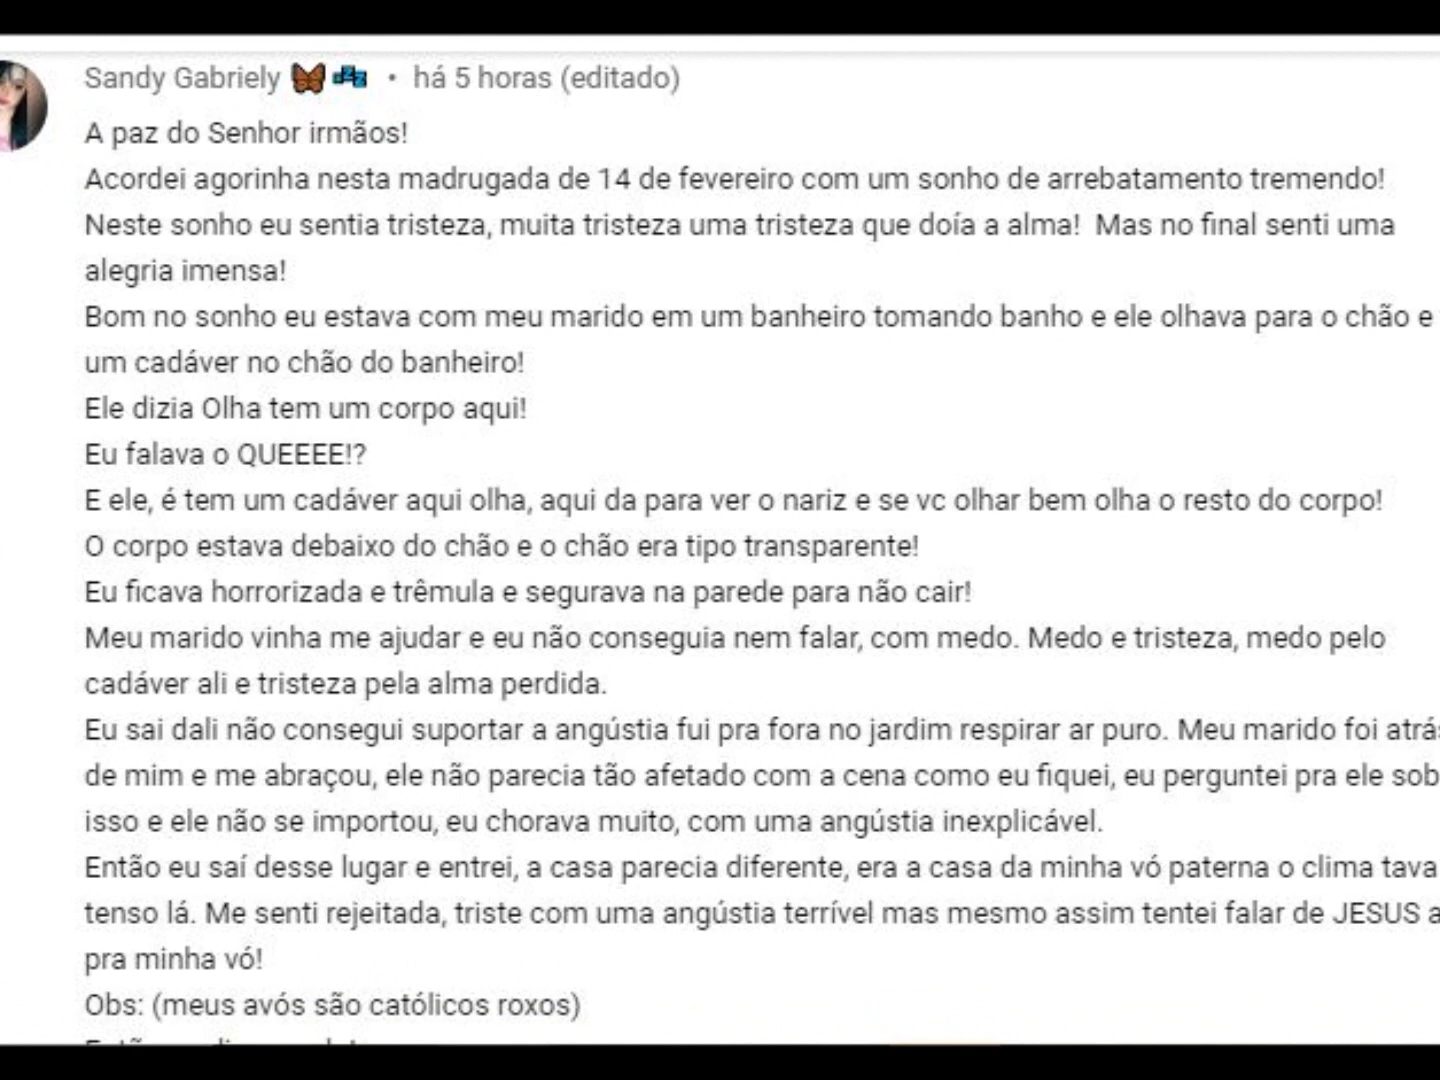 Sandy Gabriely 🦋💤 • há 5 horas (editado)
A paz do Senhor irmãos!
Acordei agorinha nesta madrugada de 14 de fevereiro com um sonho de arrebatamento tremendo!
Neste sonho eu sentia tristeza, muita tristeza uma tristeza que doía a alma! Mas no final senti uma
alegria imensa!
Bom no sonho eu estava com meu marido em um banheiro tomando banho e ele olhava para o chão e
um cadáver no chão do banheiro!
Ele dizia Olha tem um corpo aqui!
Eu falava o QUEEEE!?
E ele, é tem um cadáver aqui olha, aqui da para ver o nariz e se vc olhar bem olha o resto do corpo!
O corpo estava debaixo do chão e o chão era tipo transparente!
Eu ficava horrorizada e trêmula e segurava na parede para não cair!
Meu marido vinha me ajudar e eu não conseguia nem falar, com medo. Medo e tristeza, medo pelo
cadáver ali e tristeza pela alma perdida.
Eu sai dali não consegui suportar a angústia fui pra fora no jardim respirar ar puro. Meu marido foi atrás
de mim e me abraçou, ele não parecia tão afetado com a cena como eu fiquei, eu perguntei pra ele sob
isso e ele não se importou, eu chorava muito, com uma angústia inexplicável.
Então eu saí desse lugar e entrei, a casa parecia diferente, era a casa da minha vó paterna o clima tava
tenso lá. Me senti rejeitada, triste com uma angústia terrível mas mesmo assim tentei falar de JESUS a
pra minha vó!
Obs: (meus avós são católicos roxos)